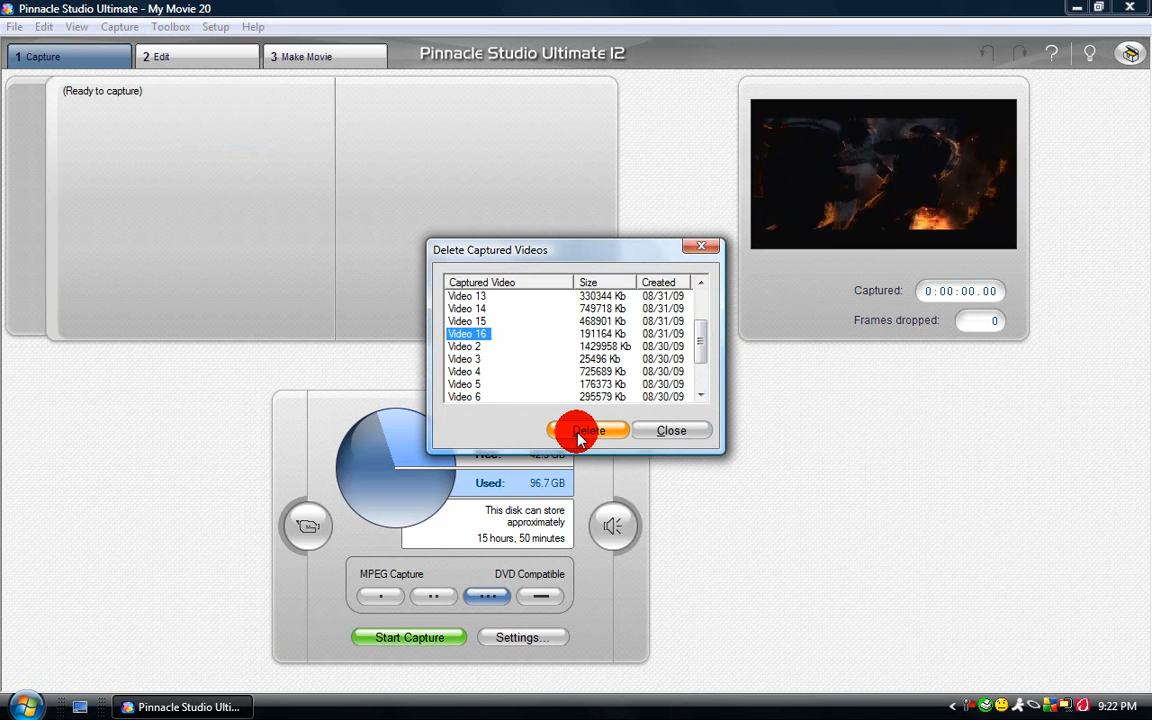 Pinnacle Studio Ultimate - My Movie 20
File Edit View Capture Toolbox Setup Help
1 Capture 2 Edit 3 Make Movie Pinnacle Studio Ultimate 12
(Ready to capture)
Delete Captured Videos
Captured Video Size Created
Video 13 330344 Kb 08/31/09
Video 14 749718 Kb 08/31/09
Video 15 468901 Kb 08/31/09
Video 16 191164 Kb 08/31/09
Video 2 1429958 Kb 08/30/09
Video 3 25496 Kb 08/30/09
Video 4 725689 Kb 08/30/09
Video 5 176373 Kb 08/30/09
Video 6 295579 Kb 08/30/09
Delete Close
Captured: 0:00:00.00
Frames dropped: 0
Used: 96.7 GB
This disk can store
approximately
15 hours, 50 minutes
MPEG Capture DVD Compatible
Start Capture Settings...
Pinnacle Studio Ulti... 9:22 PM